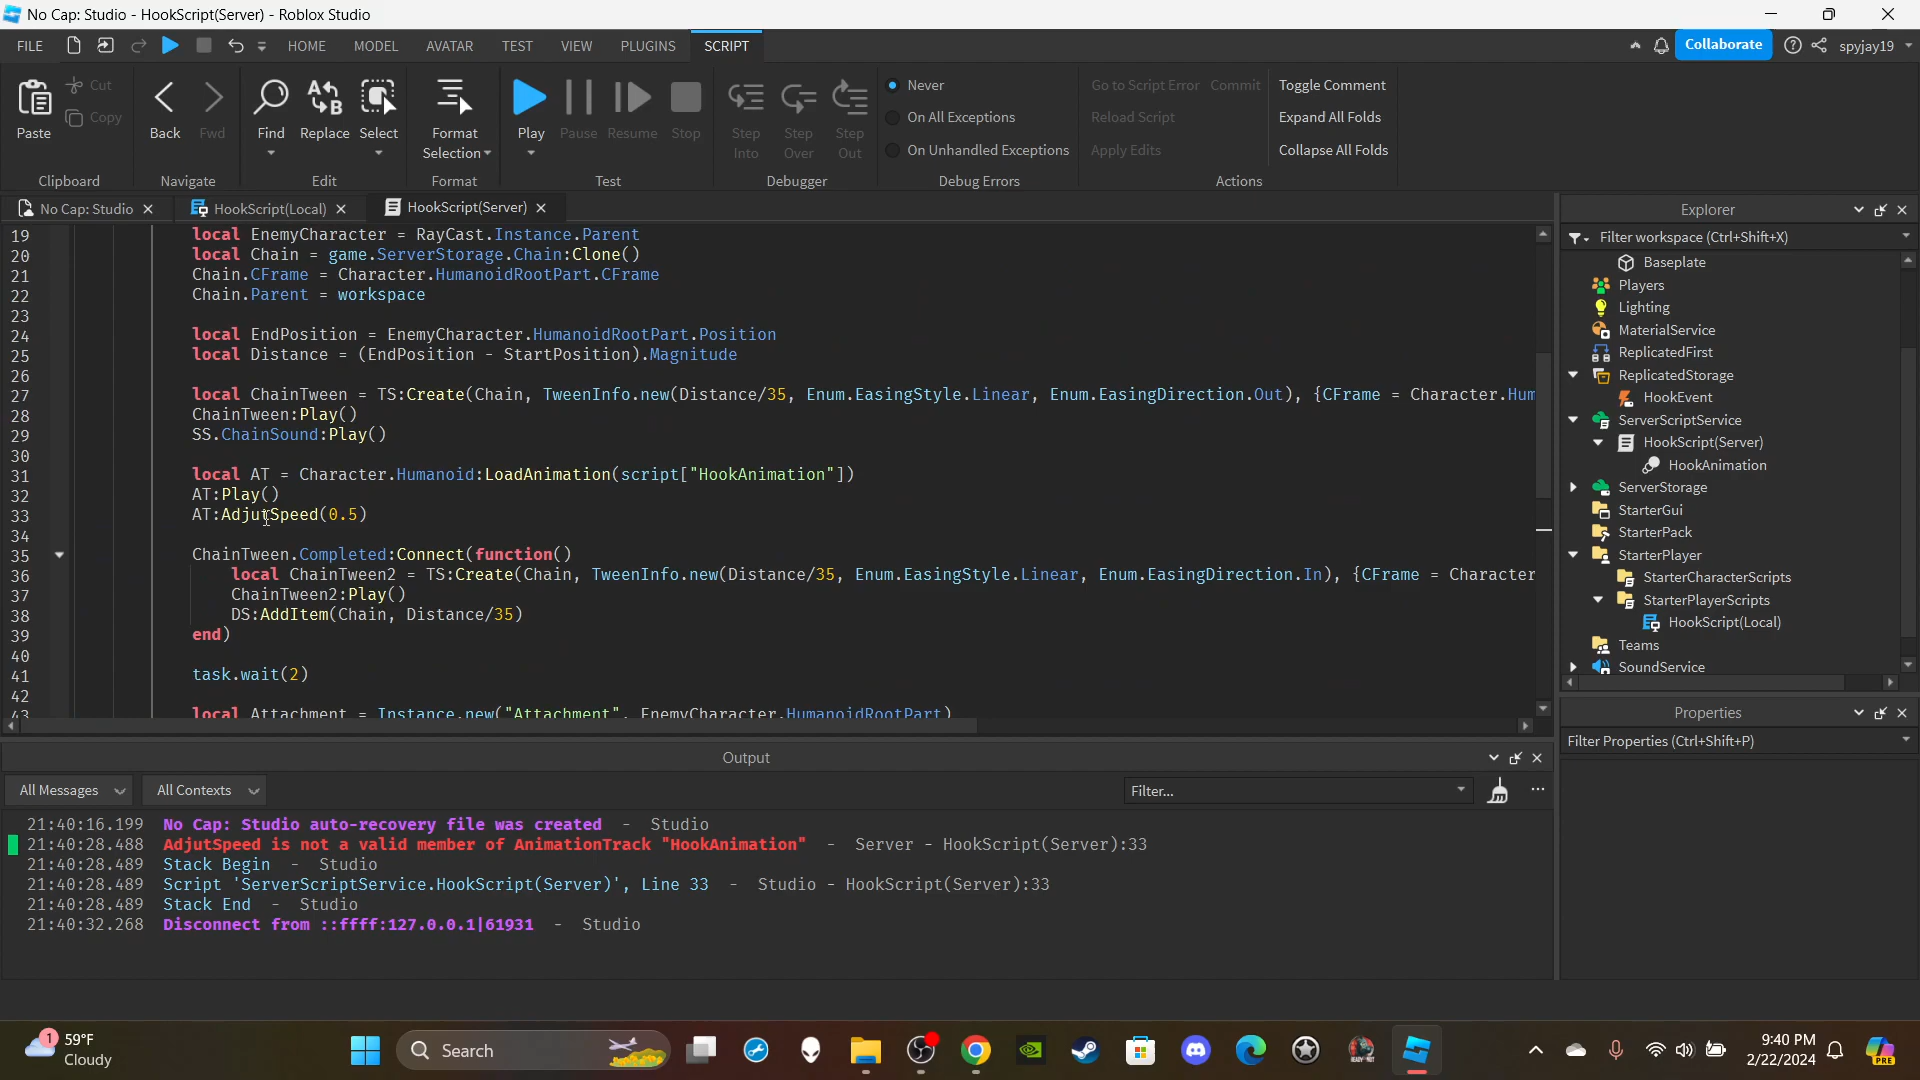 No Cap: Studio - HookScript(Server) - Roblox Studio
FILE HOME MODEL AVATAR TEST VIEW PLUGINS SCRIPT Collaborate spyjay19
Paste Cut Copy Back Fwd Find Replace Select Format Selection Play Pause Resume Stop Step Into Step Over Step Out
Never Go to Script Error Commit Toggle Comment
On All Exceptions Reload Script Expand All Folds
On Unhandled Exceptions Apply Edits Collapse All Folds
Clipboard Navigate Edit Format Test Debugger Debug Errors Actions
No Cap: Studio HookScript(Local) HookScript(Server)
19 local EnemyCharacter = RayCast.Instance.Parent
20 local Chain = game.ServerStorage.Chain:Clone()
21 Chain.CFrame = Character.HumanoidRootPart.CFrame
22 Chain.Parent = workspace
23
24 local EndPosition = EnemyCharacter.HumanoidRootPart.Position
25 local Distance = (EndPosition - StartPosition).Magnitude
26
27 local ChainTween = TS:Create(Chain, TweenInfo.new(Distance/35, Enum.EasingStyle.Linear, Enum.EasingDirection.Out), {CFrame = Character.Hum
28 ChainTween:Play()
29 SS.ChainSound:Play()
30
31 local AT = Character.Humanoid:LoadAnimation(script["HookAnimation"])
32 AT:Play()
33 AT:AdjutSpeed(0.5)
34
35 ChainTween.Completed:Connect(function()
36 local ChainTween2 = TS:Create(Chain, TweenInfo.new(Distance/35, Enum.EasingStyle.Linear, Enum.EasingDirection.In), {CFrame = Character
37 ChainTween2:Play()
38 DS:AddItem(Chain, Distance/35)
39 end)
40
41 task.wait(2)
42
43 local Attachment = Instance.new("Attachment", EnemyCharacter.HumanoidRootPart)
Explorer
Filter workspace (Ctrl+Shift+X)
Baseplate
Players
Lighting
MaterialService
ReplicatedFirst
ReplicatedStorage
HookEvent
ServerScriptService
HookScript(Server)
HookAnimation
ServerStorage
StarterGui
StarterPack
StarterPlayer
StarterCharacterScripts
StarterPlayerScripts
HookScript(Local)
Teams
SoundService
Properties
Filter Properties (Ctrl+Shift+P)
Output
All Messages All Contexts Filter...
21:40:16.199 No Cap: Studio auto-recovery file was created - Studio
21:40:28.488 AdjutSpeed is not a valid member of AnimationTrack "HookAnimation" - Server - HookScript(Server):33
21:40:28.489 Stack Begin - Studio
21:40:28.489 Script 'ServerScriptService.HookScript(Server)', Line 33 - Studio - HookScript(Server):33
21:40:28.489 Stack End - Studio
21:40:32.268 Disconnect from ::ffff:127.0.0.1|61931 - Studio
1 59°F
Cloudy
Search
9:40 PM
2/22/2024
PRE